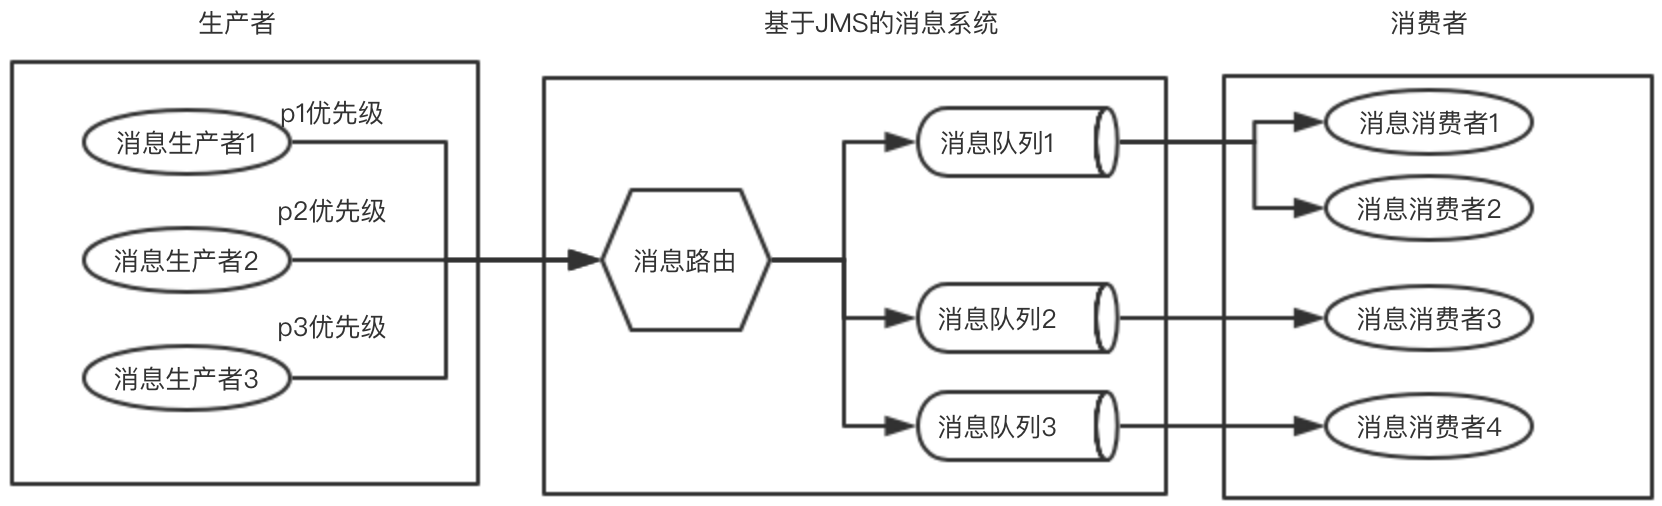 生产者
基于JMS的消息系统
消费者
p1优先级
消息生产者1
p2优先级
消息生产者2
p3优先级
消息生产者3
消息路由
消息队列1
消息队列2
消息队列3
消息消费者1
消息消费者2
消息消费者3
消息消费者4